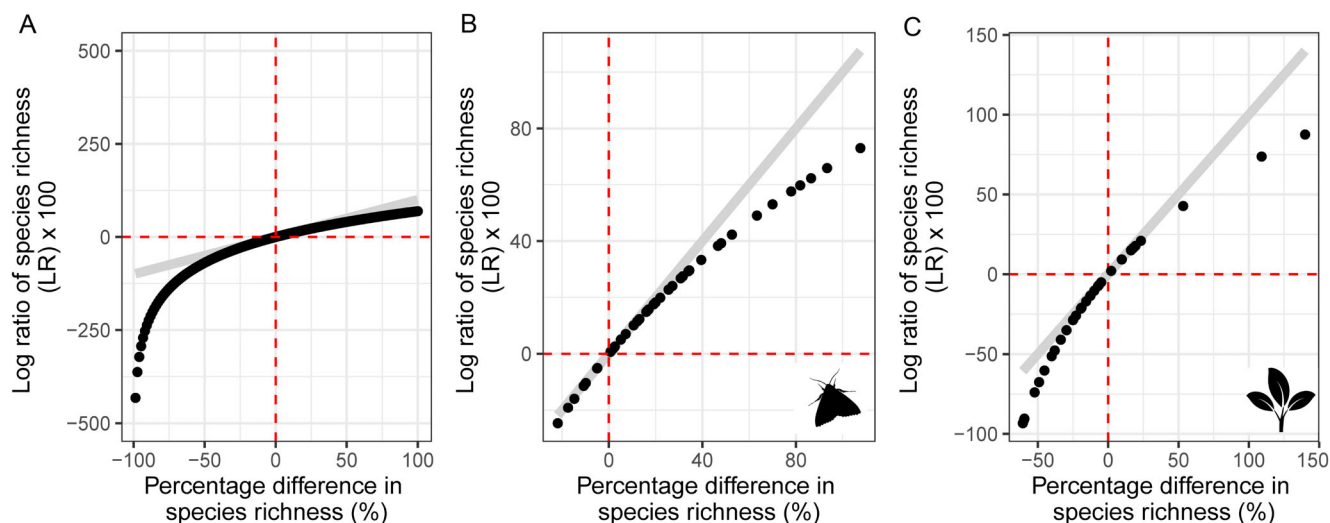 A
Log ratio of species richness
(LR) x 100
500
250
0
−250
−500
−100
−50
0
50
100
Percentage difference in
species richness (%)
B
Log ratio of species richness
(LR) x 100
80
40
0
0
40
80
Percentage difference in
species richness (%)
C
Log ratio of species richness
(LR) x 100
150
100
50
0
−50
−100
−50
0
50
100
150
Percentage difference in
species richness (%)